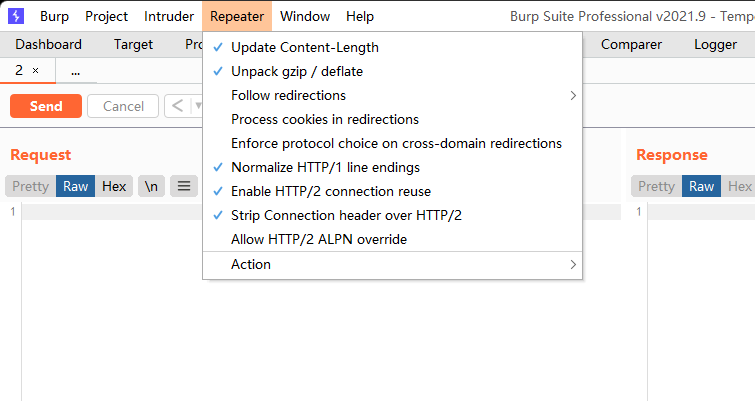 Burp Project Intruder Repeater Window Help Burp Suite Professional v2021.9 - Tempo
Dashboard Target Comparer Logger
2 × ...
Send Cancel < ▾
Update Content-Length
Unpack gzip / deflate
Follow redirections
Process cookies in redirections
Enforce protocol choice on cross-domain redirections
Normalize HTTP/1 line endings
Enable HTTP/2 connection reuse
Strip Connection header over HTTP/2
Allow HTTP/2 ALPN override
Action
Request
Pretty Raw Hex \n
1
Response
Pretty Raw Hex
1